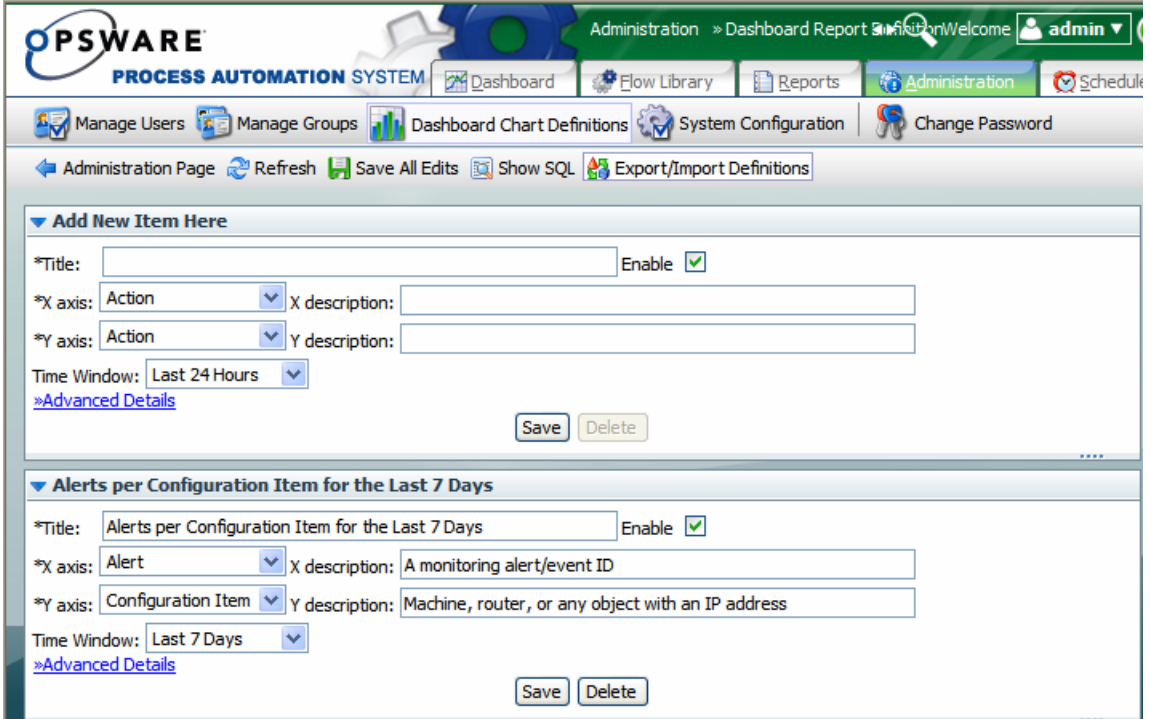 OPSWARE
PROCESS AUTOMATION SYSTEM
Administration » Dashboard Report Welcome admin
Dashboard Flow Library Reports Administration Schedule
Manage Users Manage Groups Dashboard Chart Definitions System Configuration Change Password
Administration Page Refresh Save All Edits Show SQL Export/Import Definitions
Add New Item Here
*Title: Enable
*X axis: Action X description:
*Y axis: Action Y description:
Time Window: Last 24 Hours
»Advanced Details
Save Delete
Alerts per Configuration Item for the Last 7 Days
*Title: Alerts per Configuration Item for the Last 7 Days Enable
*X axis: Alert X description: A monitoring alert/event ID
*Y axis: Configuration Item Y description: Machine, router, or any object with an IP address
Time Window: Last 7 Days
»Advanced Details
Save Delete